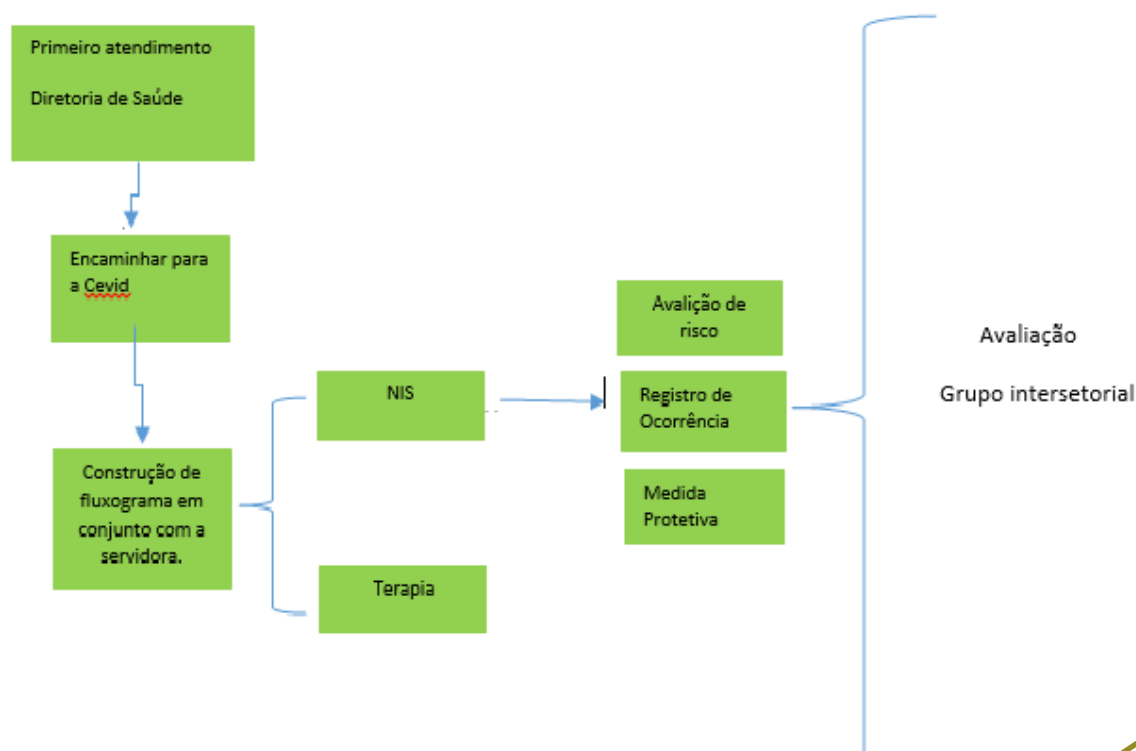 Primeiro atendimento
Diretoria de Saúde
Encaminhar para
a Cevid
Construção de
fluxograma em
conjunto com a
servidora.
NIS
Terapia
Avalição de
risco
Registro de
Ocorrência
Medida
Protetiva
Avaliação
Grupo intersetorial